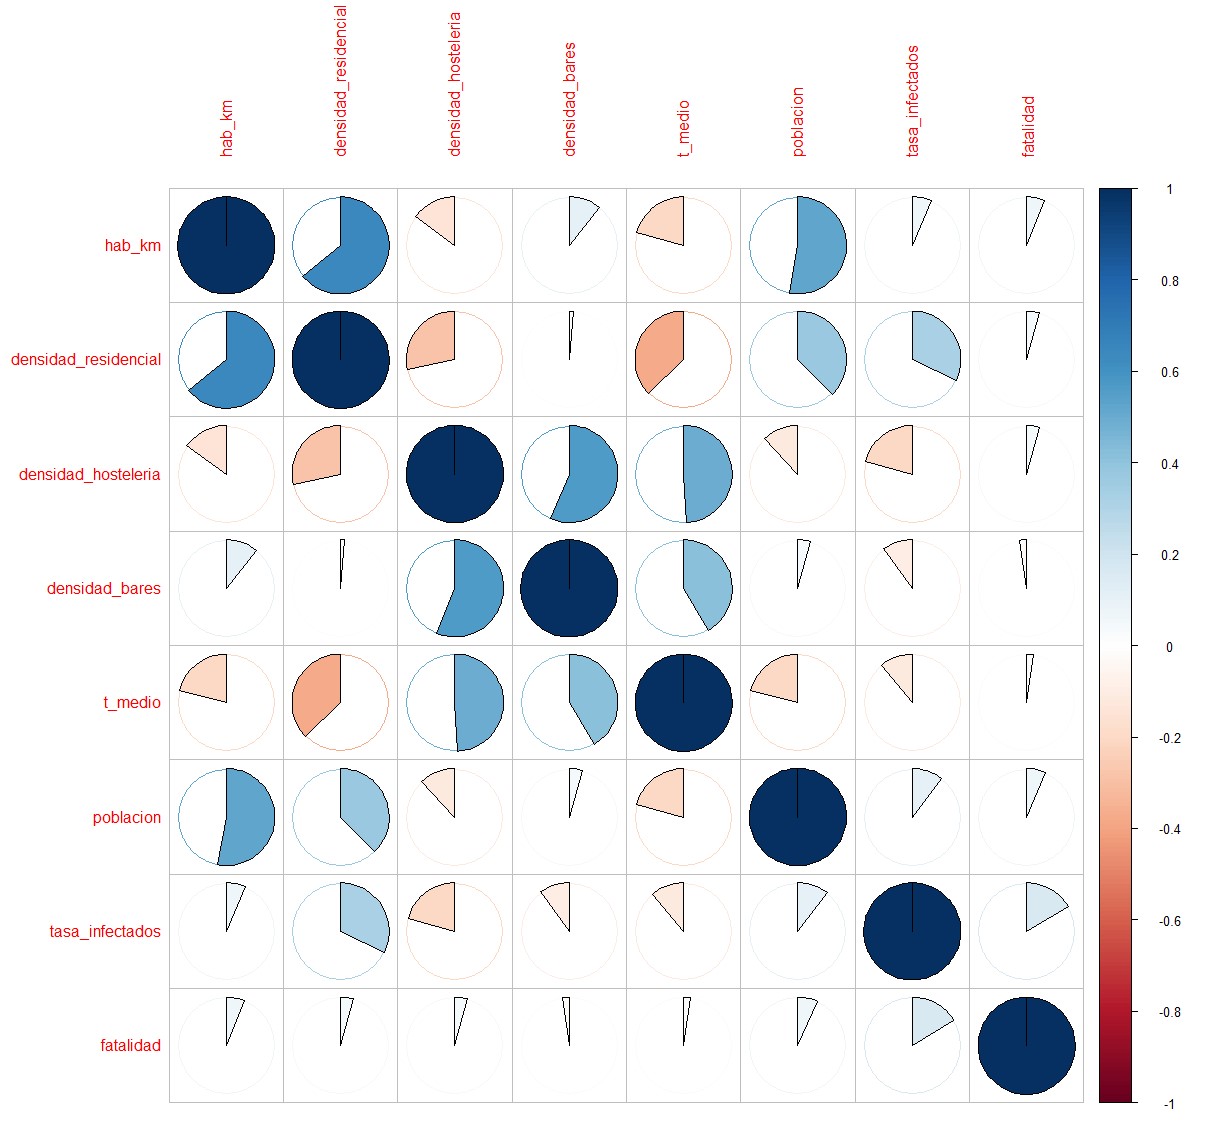 hab_km
densidad_residencial
densidad_hosteleria
densidad_bares
t_medio
poblacion
tasa_infectados
fatalidad
hab_km
densidad_residencial
densidad_hosteleria
densidad_bares
t_medio
poblacion
tasa_infectados
fatalidad
1
0.8
0.6
0.4
0.2
0
-0.2
-0.4
-0.6
-0.8
-1